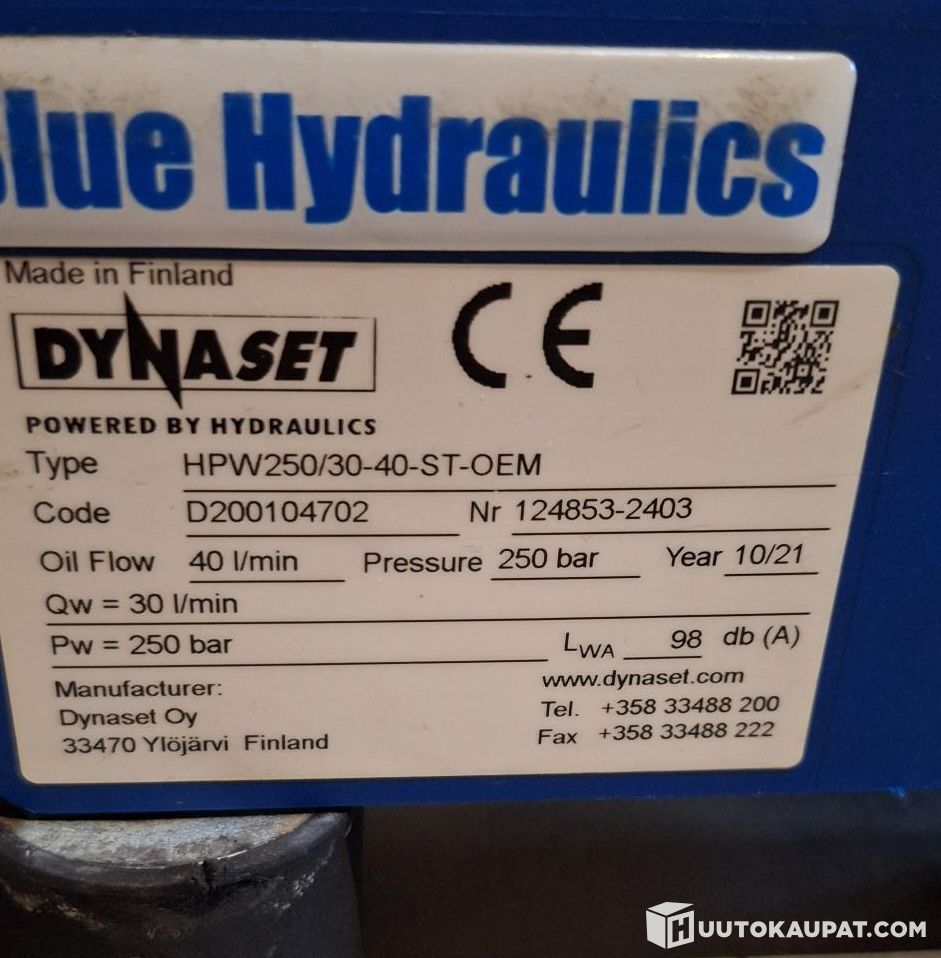 Blue Hydraulics
Made in Finland
DYNASET
POWERED BY HYDRAULICS
CE
Type HPW250/30-40-ST-OEM
Code D200104702 Nr 124853-2403
Oil Flow 40 l/min Pressure 250 bar Year 10/21
Qw = 30 l/min
Pw = 250 bar LWA 98 db (A)
Manufacturer: www.dynaset.com
Dynaset Oy Tel. +358 33488 200
33470 Ylöjärvi Finland Fax +358 33488 222
HUUTOKAUPAT.COM